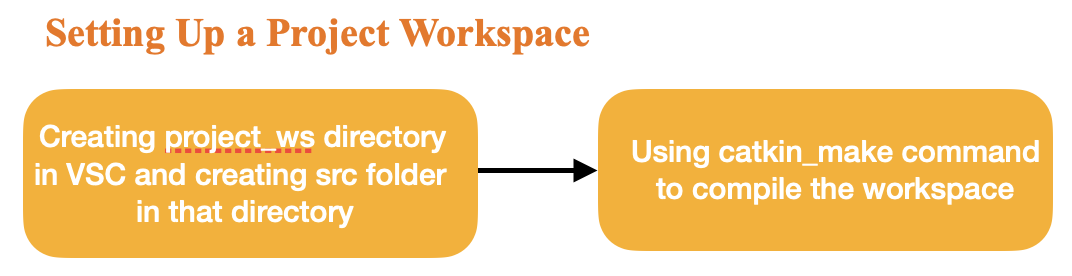 Setting Up a Project Workspace
Creating project_ws directory
in VSC and creating src folder
in that directory
Using catkin_make command
to compile the workspace